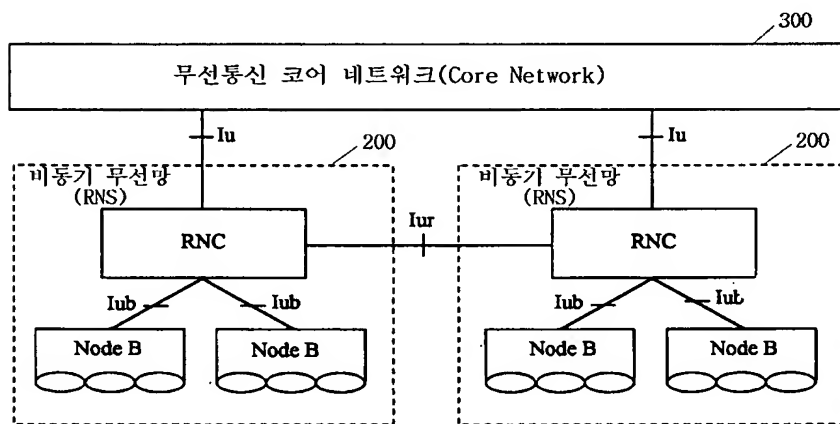 300
무선통신 코어 네트워크(Core Network)
Iu
Iu
200
200
비동기 무선망
(RNS)
비동기 무선망
(RNS)
RNC
Iur
RNC
Iub
Iub
Iub
Iub
Node B
Node B
Node B
Node B